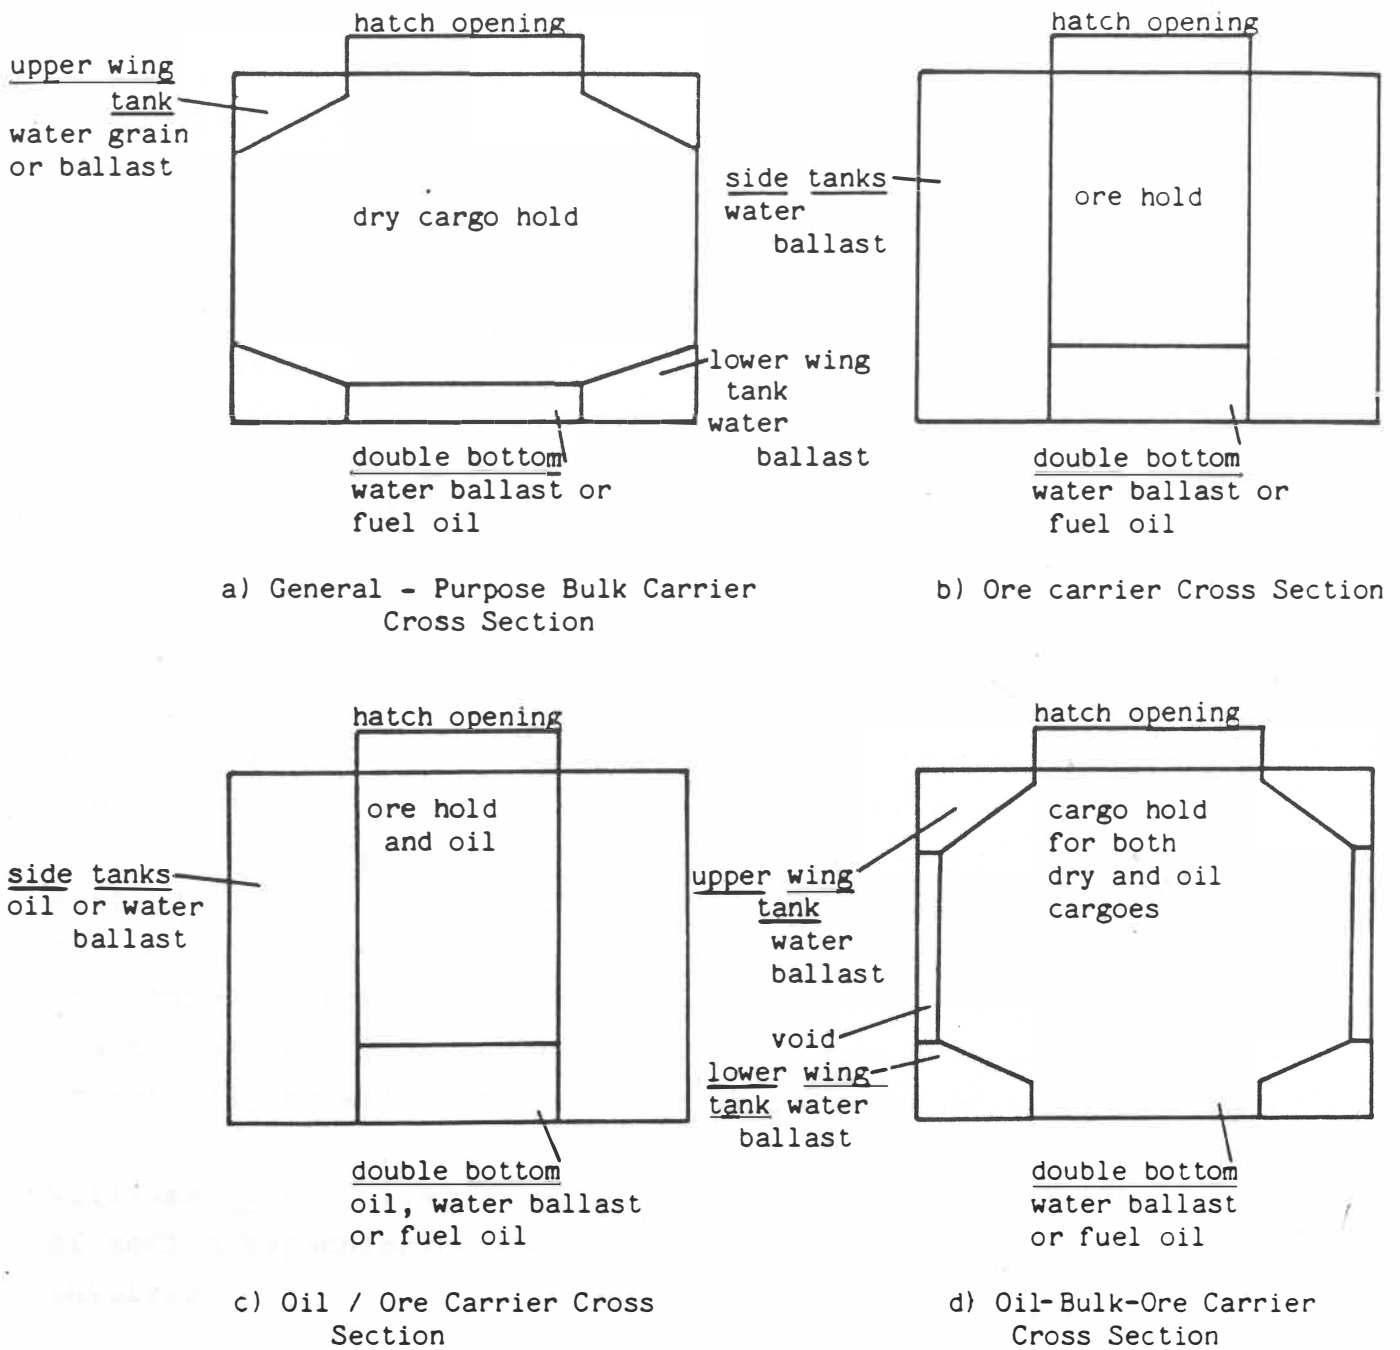 hatch opening
upper wing
tank
water grain
or ballast
dry cargo hold
lower wing
tank
water
ballast
double bottom
water ballast or
fuel oil
a) General - Purpose Bulk Carrier
Cross Section
hatch opening
side tanks
water
ballast
ore hold
double bottom
water ballast or
fuel oil
b) Ore carrier Cross Section
hatch opening
ore hold
and oil
side tanks
oil or water
ballast
double bottom
oil, water ballast
or fuel oil
c) Oil / Ore Carrier Cross
Section
hatch opening
cargo hold
for both
dry and oil
cargoes
upper wing
tank
water
ballast
void
lower wing
tank water
ballast
double bottom
water ballast
or fuel oil
d) Oil-Bulk-Ore Carrier
Cross Section